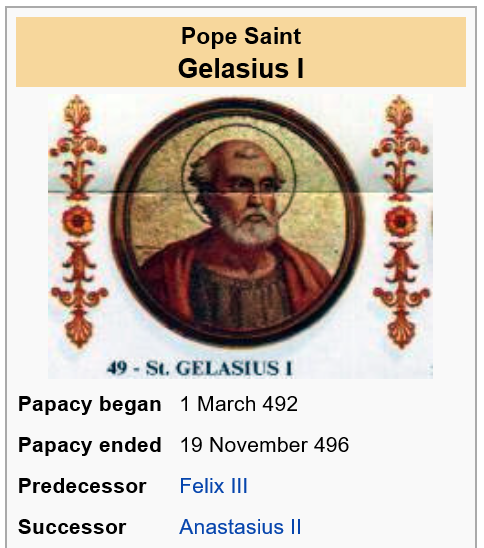 Pope Saint
Gelasius I
49 - St. GELASIUS I
Papacy began 1 March 492
Papacy ended 19 November 496
Predecessor Felix III
Successor Anastasius II